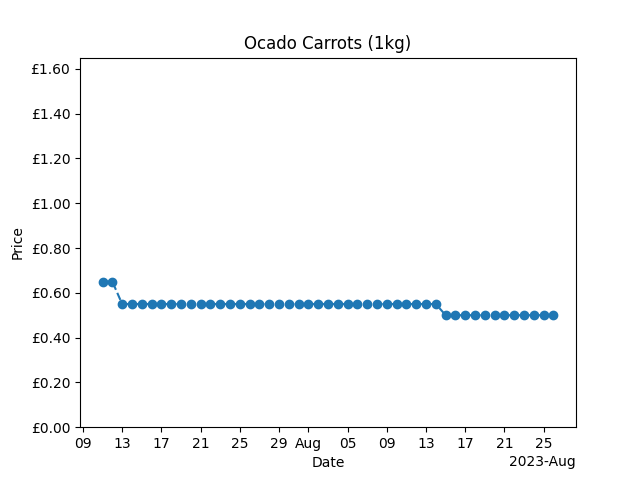 Ocado Carrots (1kg)
£1.60
£1.40
£1.20
£1.00
£0.80
£0.60
£0.40
£0.20
£0.00
Price
09 13 17 21 25 29 Aug 05 09 13 17 21 25
Date
2023-Aug